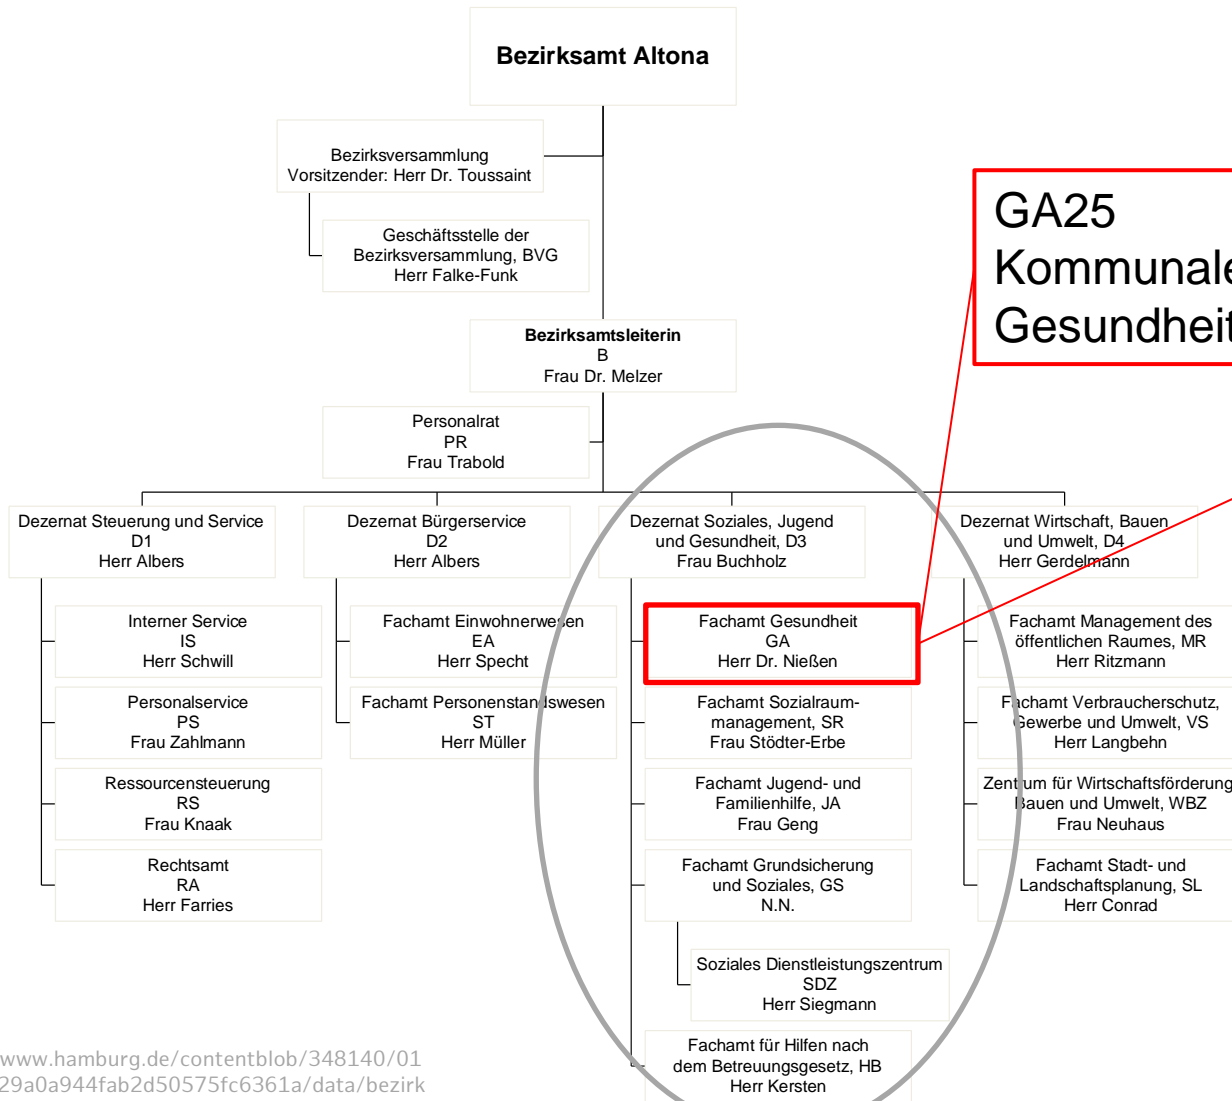 Bezirksamt Altona
Bezirksversammlung
Vorsitzender: Herr Dr. Toussaint
Geschäftsstelle der
Bezirksversammlung, BVG
Herr Falke-Funk
GA25
Kommunale
Gesundheit
Bezirksamtsleiterin
B
Frau Dr. Melzer
Personalrat
PR
Frau Trabold
Dezernat Steuerung und Service
D1
Herr Albers
Interner Service
IS
Herr Schwill
Personalservice
PS
Frau Zahlmann
Ressourcensteuerung
RS
Frau Knaak
Rechtsamt
RA
Herr Farries
Dezernat Bürgerservice
D2
Herr Albers
Fachamt Einwohnerwesen
EA
Herr Specht
Fachamt Personenstandswesen
ST
Herr Müller
Dezernat Soziales, Jugend
und Gesundheit, D3
Frau Buchholz
Fachamt Gesundheit
GA
Herr Dr. Nießen
Fachamt Sozialraum-
management, SR
Frau Stödter-Erbe
Fachamt Jugend- und
Familienhilfe, JA
Frau Geng
Fachamt Grundsicherung
und Soziales, GS
N.N.
Soziales Dienstleistungszentrum
SDZ
Herr Siegmann
Fachamt für Hilfen nach
dem Betreuungsgesetz, HB
Herr Kersten
Dezernat Wirtschaft, Bauen
und Umwelt, D4
Herr Gerdelmann
Fachamt Management des
öffentlichen Raumes, MR
Herr Ritzmann
Fachamt Verbraucherschutz,
Gewerbe und Umwelt, VS
Herr Langbehn
Zentrum für Wirtschaftsförderung
Bauen und Umwelt, WBZ
Frau Neuhaus
Fachamt Stadt- und
Landschaftsplanung, SL
Herr Conrad
www.hamburg.de/contentblob/348140/01
29a0a944fab2d50575fc6361a/data/bezirk